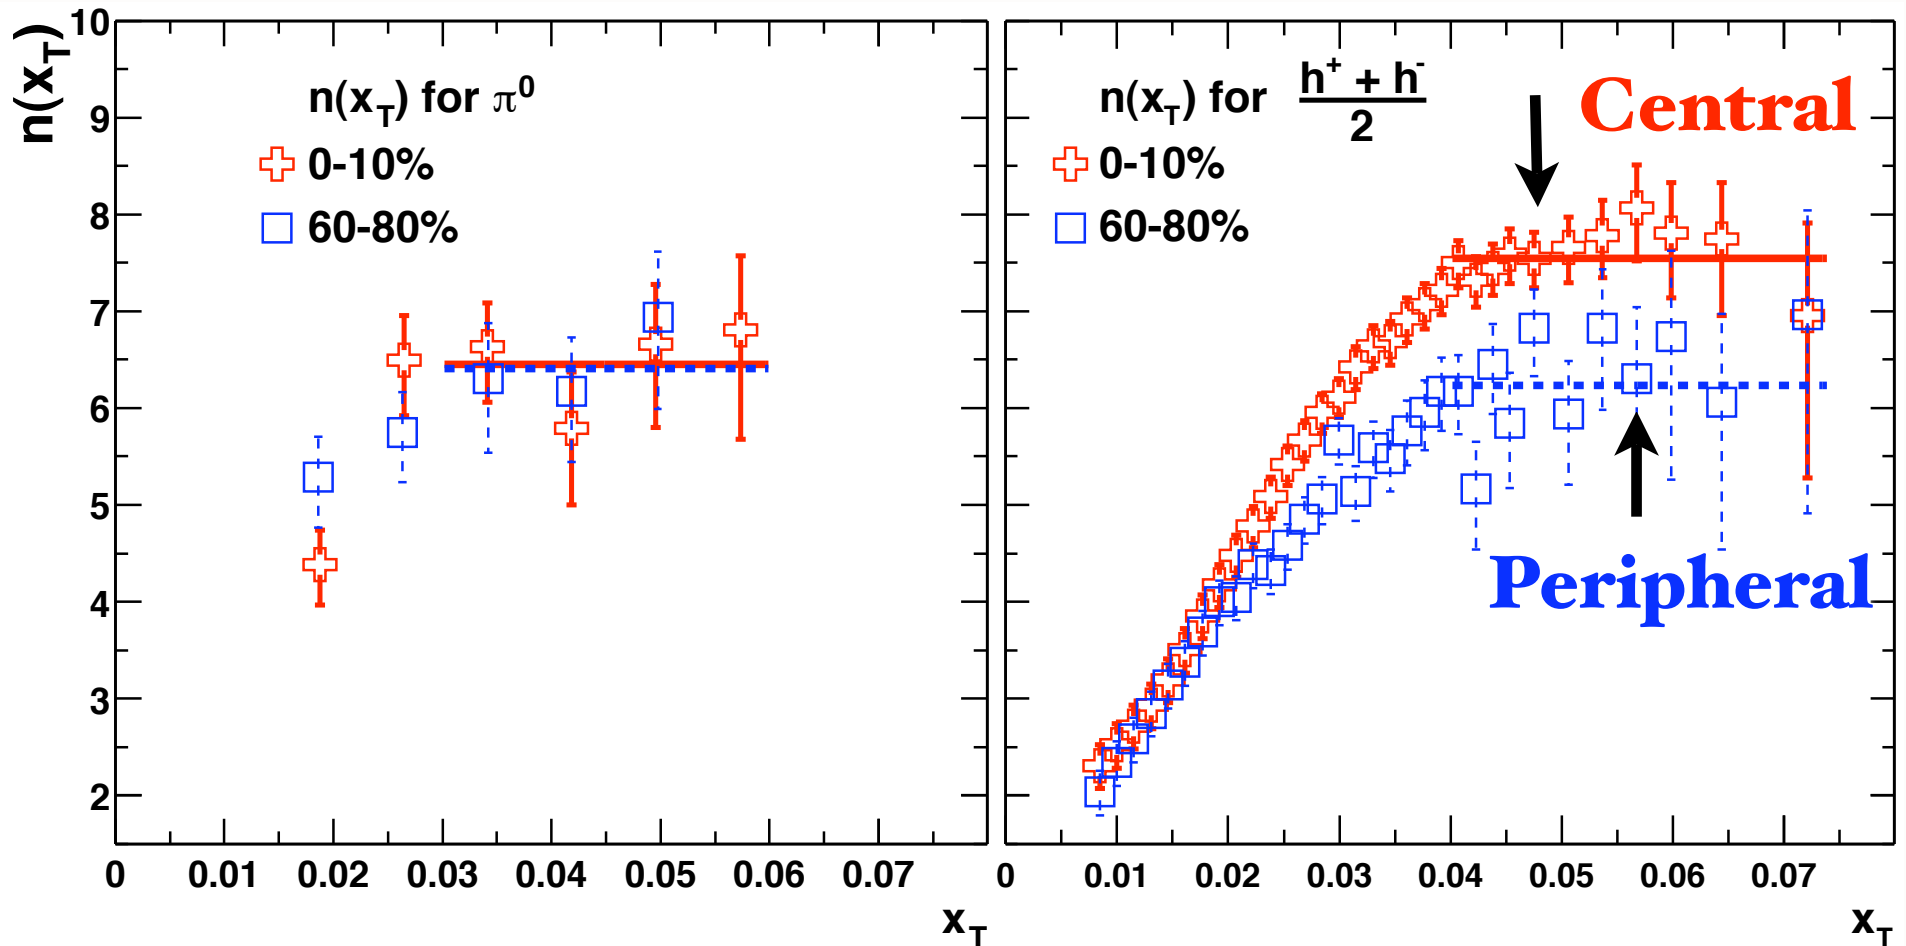 n(x_T)
10
9
8
7
6
5
4
3
2
n(x_T) for π⁰
0-10%
60-80%
0 0.01 0.02 0.03 0.04 0.05 0.06 0.07
x_T
n(x_T) for (h⁺ + h⁻)/2
0-10%
60-80%
Central
Peripheral
0 0.01 0.02 0.03 0.04 0.05 0.06 0.07
x_T